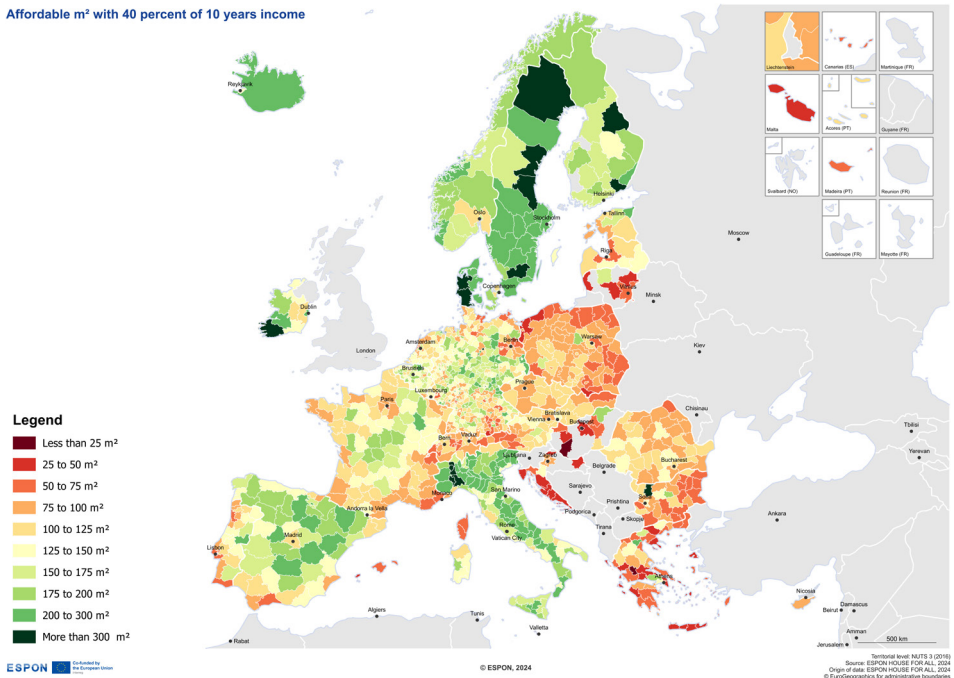 Affordable m² with 40 percent of 10 years income
Liechtenstein
Canaries (ES)
Martinique (FR)
Malta
Acores (PT)
Guyane (FR)
Svalbard (NO)
Madeira (PT)
Reunion (FR)
Guadeloupe (FR)
Mayotte (FR)
Reykjavik
Helsinki
Oslo
Tallinn
Stockholm
Moscow
Riga
Copenhagen
Vilnius
Minsk
Dublin
Amsterdam
Berlin
Warsaw
London
Kiev
Brussels
Luxembourg
Prague
Paris
Chisinau
Bratislava
Vienna
Budapest
Bern
Vaduz
Tbilisi
Ljubljana
Zagreb
Yerevan
Belgrade
Bucharest
Monaco
San Marino
Sarajevo
Andorra la Vella
Prishtina
Sofia
Podgorica
Skopje
Ankara
Rome
Tirana
Madrid
Vatican City
Lisbon
Athens
Nicosia
Beirut
Damascus
Algiers
Tunis
Valletta
Amman
Rabat
Jerusalem
500 km
Legend
Less than 25 m²
25 to 50 m²
50 to 75 m²
75 to 100 m²
100 to 125 m²
125 to 150 m²
150 to 175 m²
175 to 200 m²
200 to 300 m²
More than 300 m²
ESPON
Co-funded by
the European Union
© ESPON, 2024
Territorial level: NUTS 3 (2016)
Source: ESPON HOUSE FOR ALL, 2024
Origin of data: ESPON HOUSE FOR ALL, 2024
© EuroGeographics for administrative boundaries